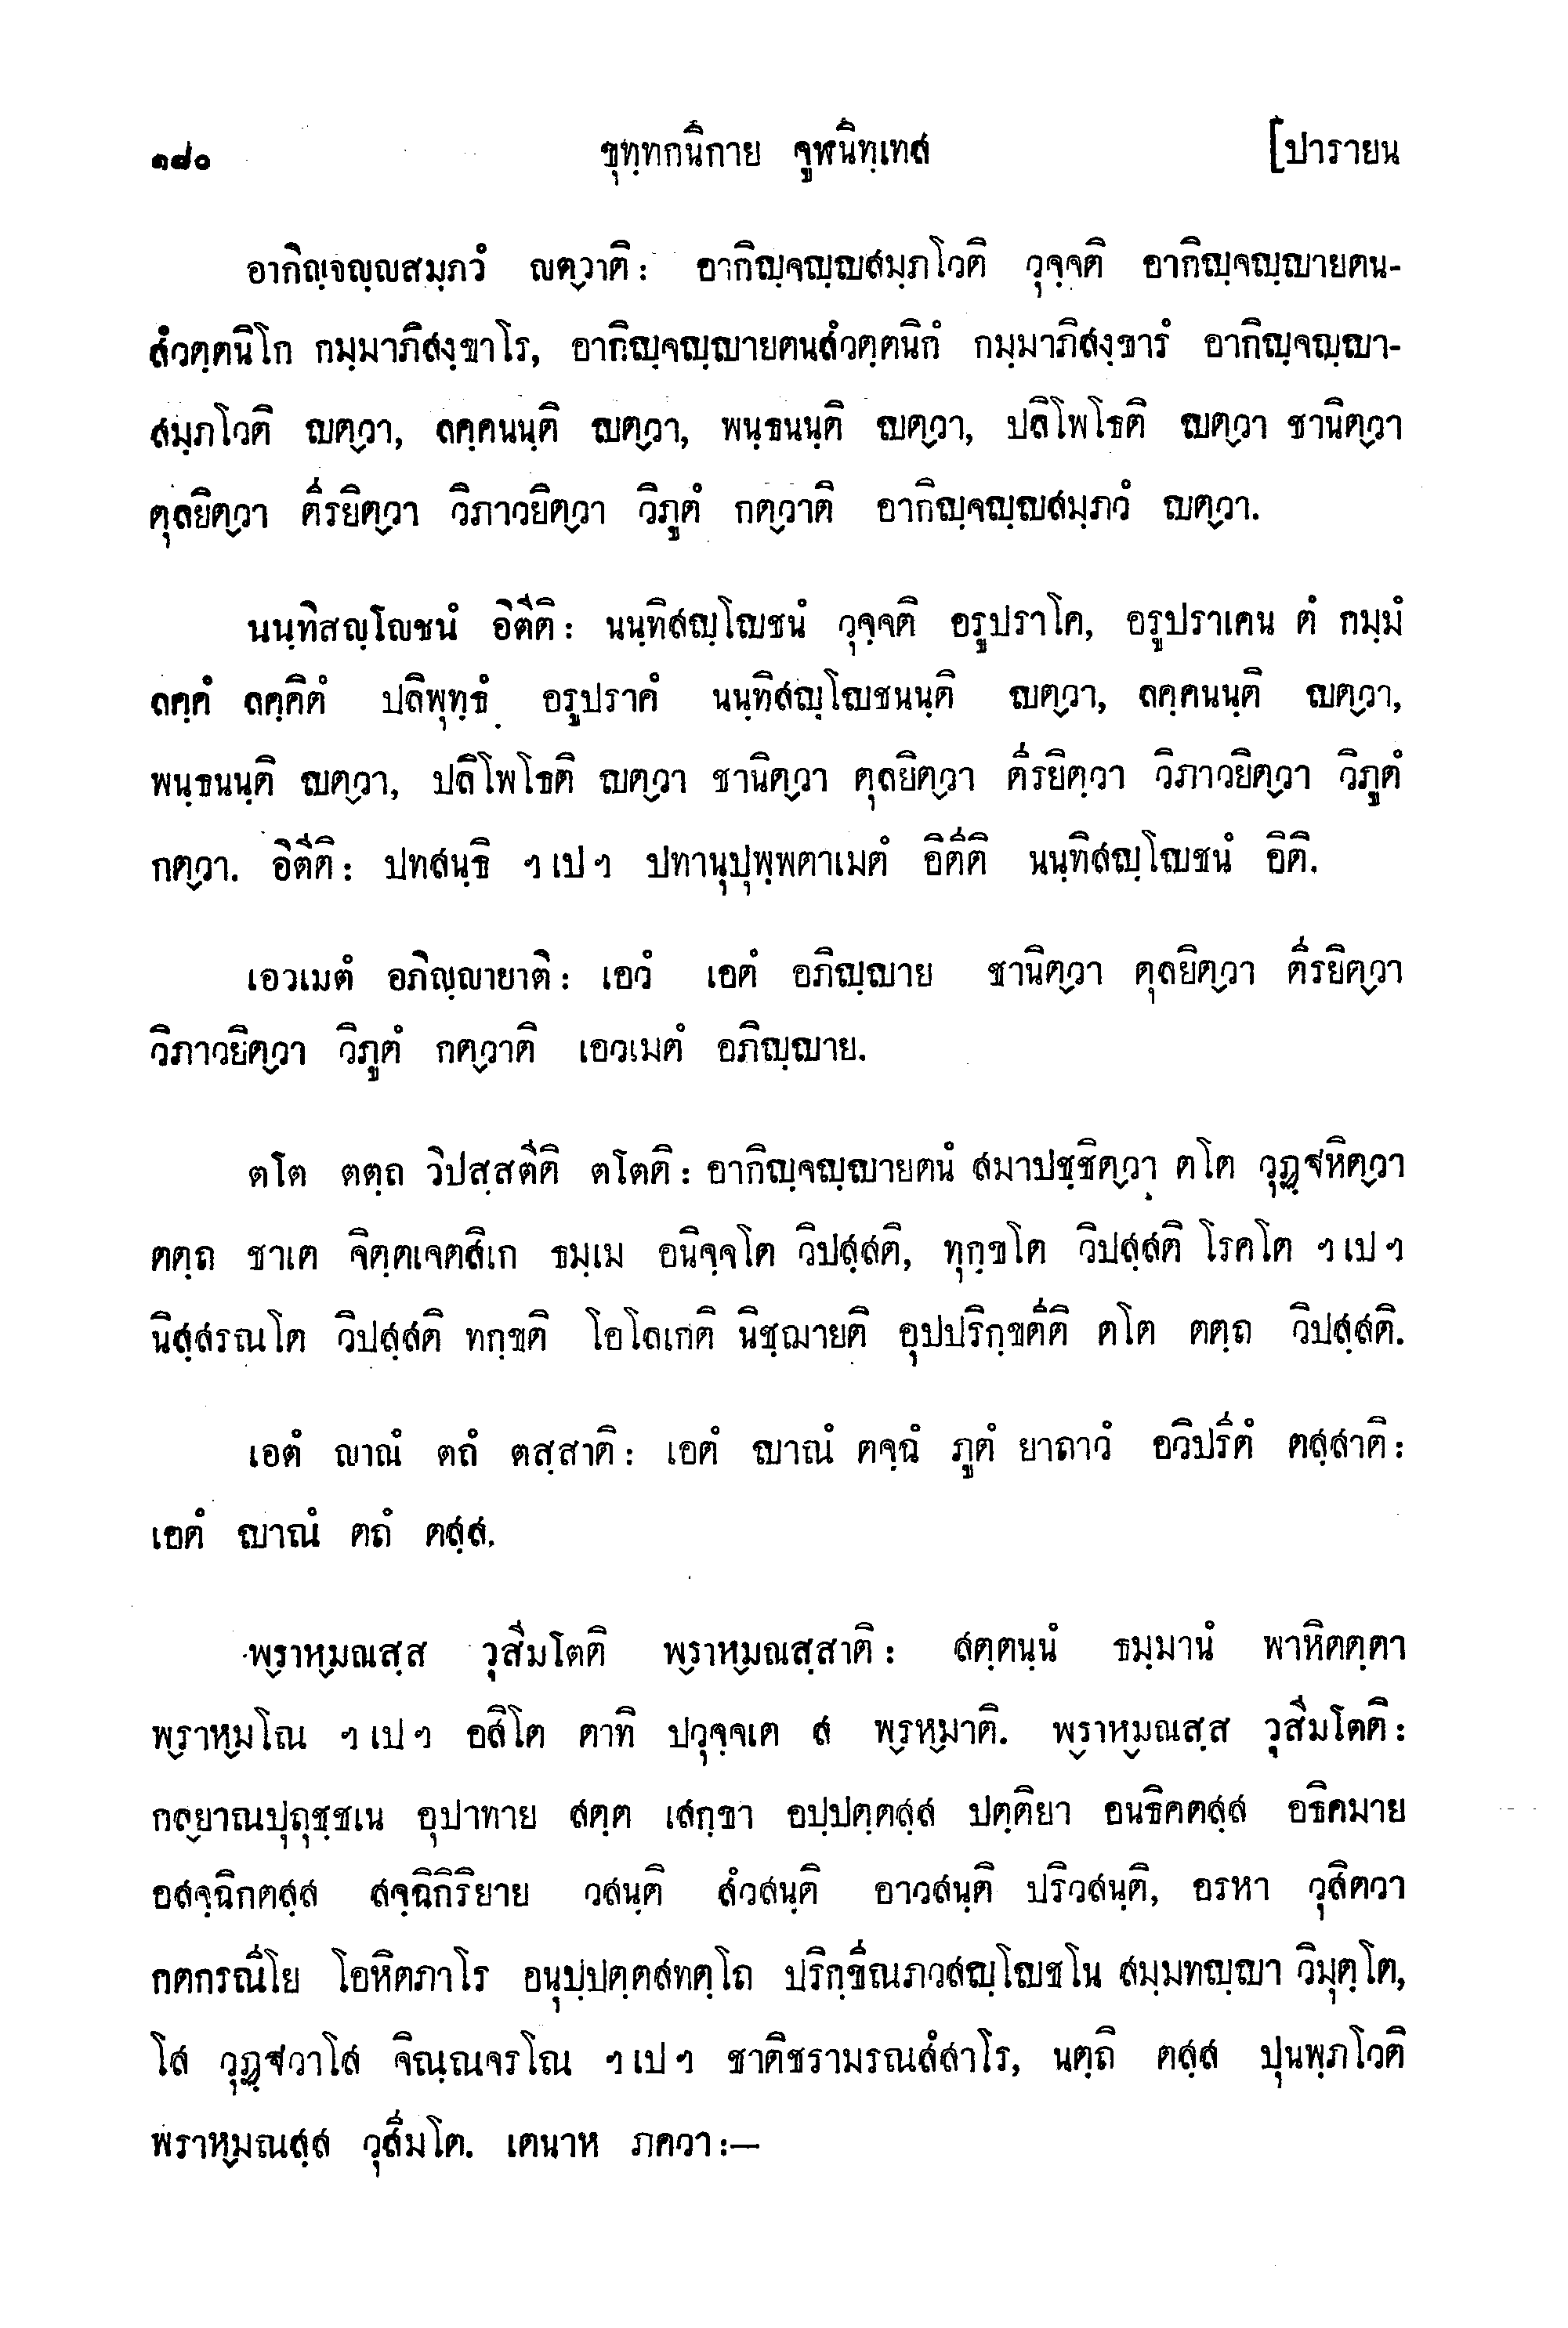 ๑๘๐ ขุทฺทกนิกาย จูฬนิทฺเทส [ปารายน
อากิญฺจญฺญสมฺภวํ ญตฺวาติ: อากิญฺจญฺญสมฺภโวติ วุจฺจติ อากิญฺจญฺญายตน-
สํวตฺตนิโก กมฺมาภิสงฺขาโร, อากิญฺจญฺญายตนสํวตฺตนิกํ กมฺมาภิสงฺขารํ อากิญฺจญฺญา-
สมฺภโวติ ญตฺวา, ลคฺคนนฺติ ญตฺวา, พนฺธนนฺติ ญตฺวา, ปลิโพโธติ ญตฺวา ชานิตฺวา
ตุลยิตฺวา ตีรยิตฺวา วิภาวยิตฺวา วิภูตํ กตฺวาติ อากิญฺจญฺญสมฺภวํ ญตฺวา.
นนฺทิสญฺโญชนํ อิตีติ: นนฺทิสญฺโญชนํ วุจฺจติ อรูปราโค, อรูปราเคน ตํ กมฺมํ
ลคฺคํ ลคฺคิตํ ปลิพุทฺธํ อรูปราคํ นนฺทิสญฺโญชนนฺติ ญตฺวา, ลคฺคนนฺติ ญตฺวา,
พนฺธนนฺติ ญตฺวา, ปลิโพโธติ ญตฺวา ชานิตฺวา ตุลยิตฺวา ตีรยิตฺวา วิภาวยิตฺวา วิภูตํ
กตฺวา. อิตีติ: ปทสนฺธิ ฯเปฯ ปทานุปุพฺพตาเมตํ อิตีติ นนฺทิสญฺโญชนํ อิติ.
เอวเมตํ อภิญฺญายาติ: เอวํ เอตํ อภิญฺญาย ชานิตฺวา ตุลยิตฺวา ตีรยิตฺวา
วิภาวยิตฺวา วิภูตํ กตฺวาติ เอวเมตํ อภิญฺญาย.
ตโต ตตฺถ วิปสฺสตีติ ตโตติ: อากิญฺจญฺญายตนํ สมาปชฺชิตฺวา ตโต วุฏฺฐหิตฺวา
ตตฺถ ชาเต จิตฺตเจตสิเก ธมฺเม อนิจฺจโต วิปสฺสติ, ทุกฺขโต วิปสฺสติ โรคโต ฯเปฯ
นิสฺสรณโต วิปสฺสติ ทกฺขติ โอโลเกติ นิชฺฌายติ อุปปริกฺขตีติ ตโต ตตฺถ วิปสฺสติ.
เอตํ ญาณํ ตถํ ตสฺสาติ: เอตํ ญาณํ ตจฺฉํ ภูตํ ยาถาวํ อวิปรีตํ ตสฺสาติ:
เอตํ ญาณํ ตถํ ตสฺส.
พฺราหฺมณสฺส วุสีมโตติ พฺราหฺมณสฺสาติ: สตฺตนฺนํ ธมฺมานํ พาหิตตฺตา
พฺราหฺมโณ ฯเปฯ อสิโต ตาทิ ปวุจฺจเต ส พฺรหฺมาติ. พฺราหฺมณสฺส วุสีมโตติ:
กลฺยาณปุถุชฺชเน อุปาทาย สตฺต เสกฺขา อปฺปตฺตสฺส ปตฺติยา อนธิคตสฺส อธิคมาย
อสจฺฉิกตสฺส สจฺฉิกิริยาย วสนฺติ สํวสนฺติ อาวสนฺติ ปริวสนฺติ, อรหา วุสิตวา
กตกรณีโย โอหิตภาโร อนุปฺปตฺตสทตฺโถ ปริกฺขีณภวสญฺโญชโน สมฺมทญฺญา วิมุตฺโต,
โส วุฏฺฐวาโส จิณฺณจรโณ ฯเปฯ ชาติชรามรณสํสาโร, นตฺถิ ตสฺส ปุนพฺภโวติ
พราหฺมณสฺส วุสีมโต. เตนาห ภควา:—